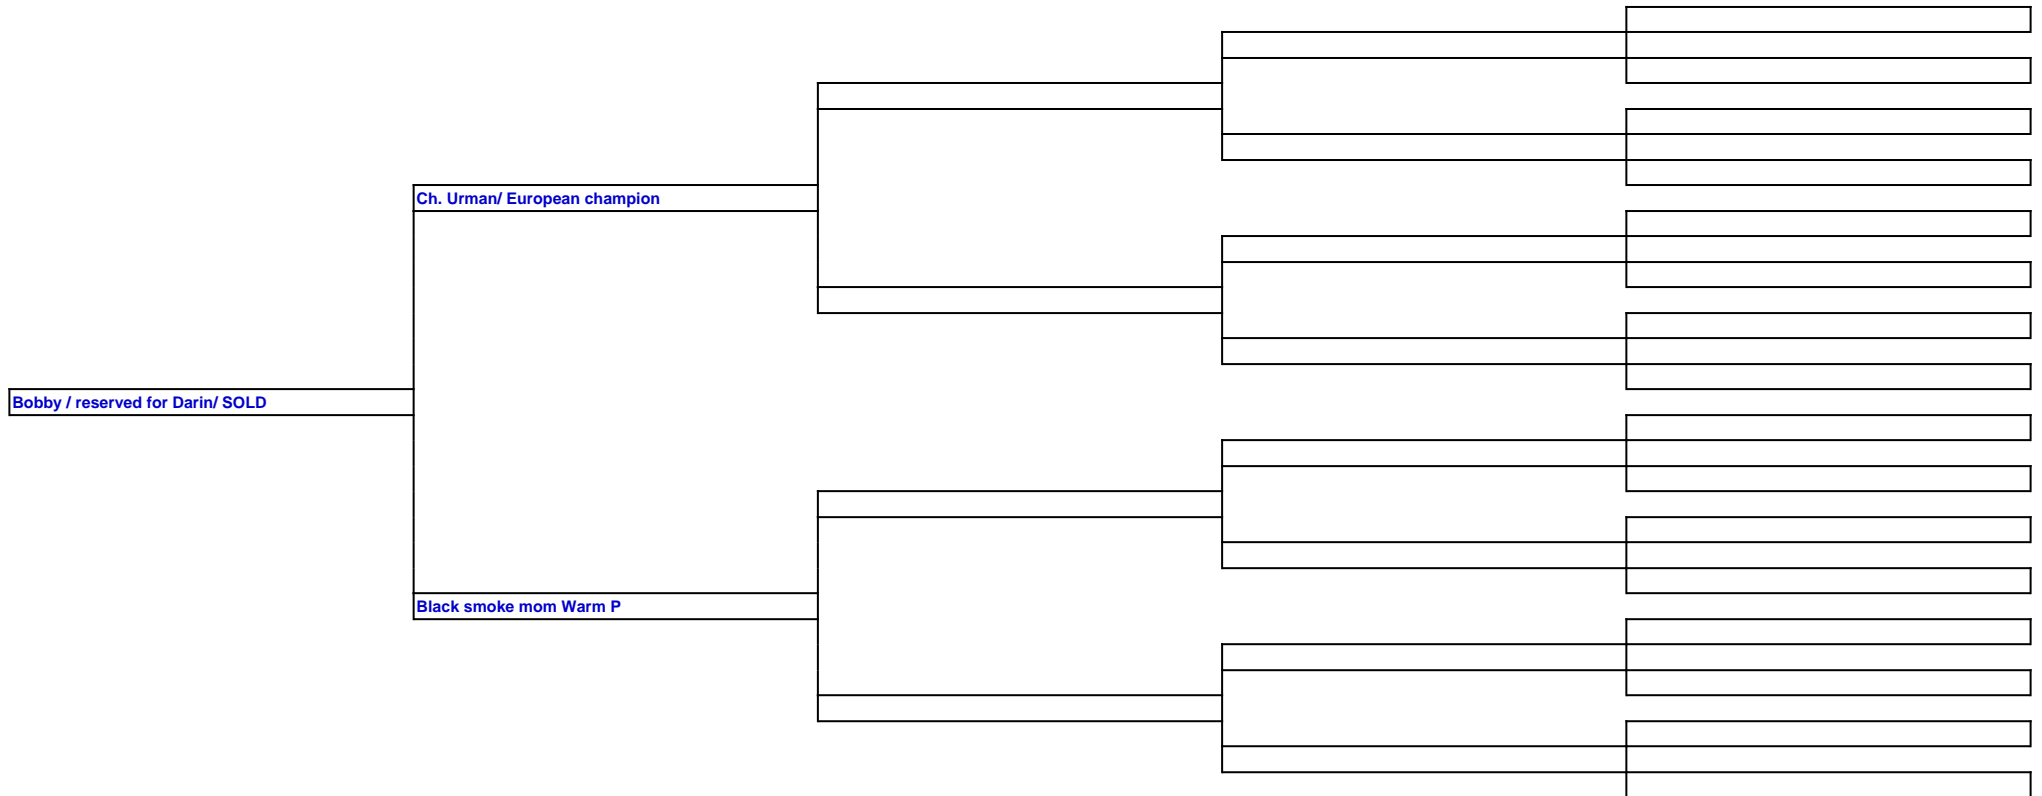 Ch. Urman/ European champion
Bobby / reserved for Darin/ SOLD
Black smoke mom Warm P